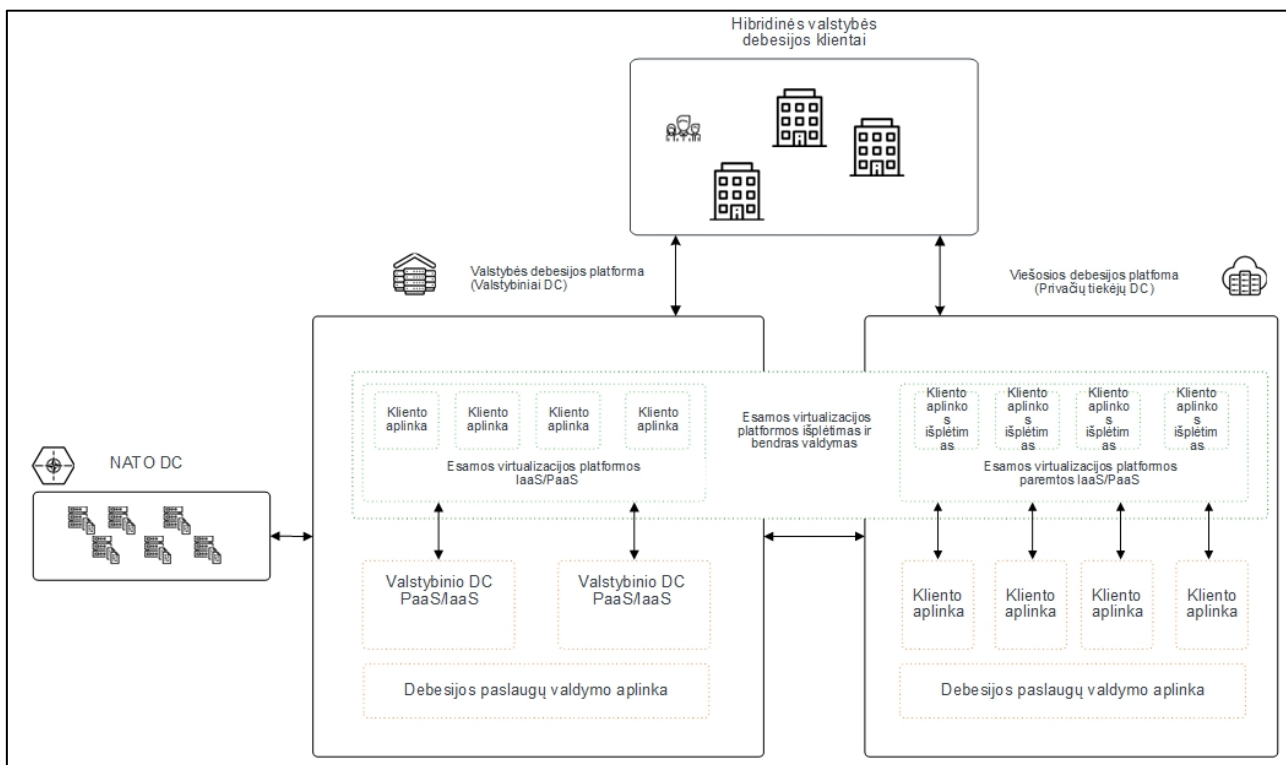 Hibridinės valstybės
debesijos klientai
Valstybės debesijos platforma
(Valstybiniai DC)
Viešosios debesijos platfoma
(Privačių tiekėjų DC)
Kliento
aplinka
Kliento
aplinka
Kliento
aplinka
Kliento
aplinka
Esamos virtualizacijos platformos
IaaS/PaaS
Esamos virtualizacijos
platformos išplėtimas ir
bendras valdymas
Kliento
aplinko
s
išplėtim
as
Kliento
aplinko
s
išplėtim
as
Kliento
aplinko
s
išplėtim
as
Kliento
aplinko
s
išplėtim
as
Esamos virtualizacijos platformos
paremtos IaaS/PaaS
NATO DC
Valstybinio DC
PaaS/IaaS
Valstybinio DC
PaaS/IaaS
Kliento
aplinka
Kliento
aplinka
Kliento
aplinka
Kliento
aplinka
Debesijos paslaugų valdymo aplinka
Debesijos paslaugų valdymo aplinka